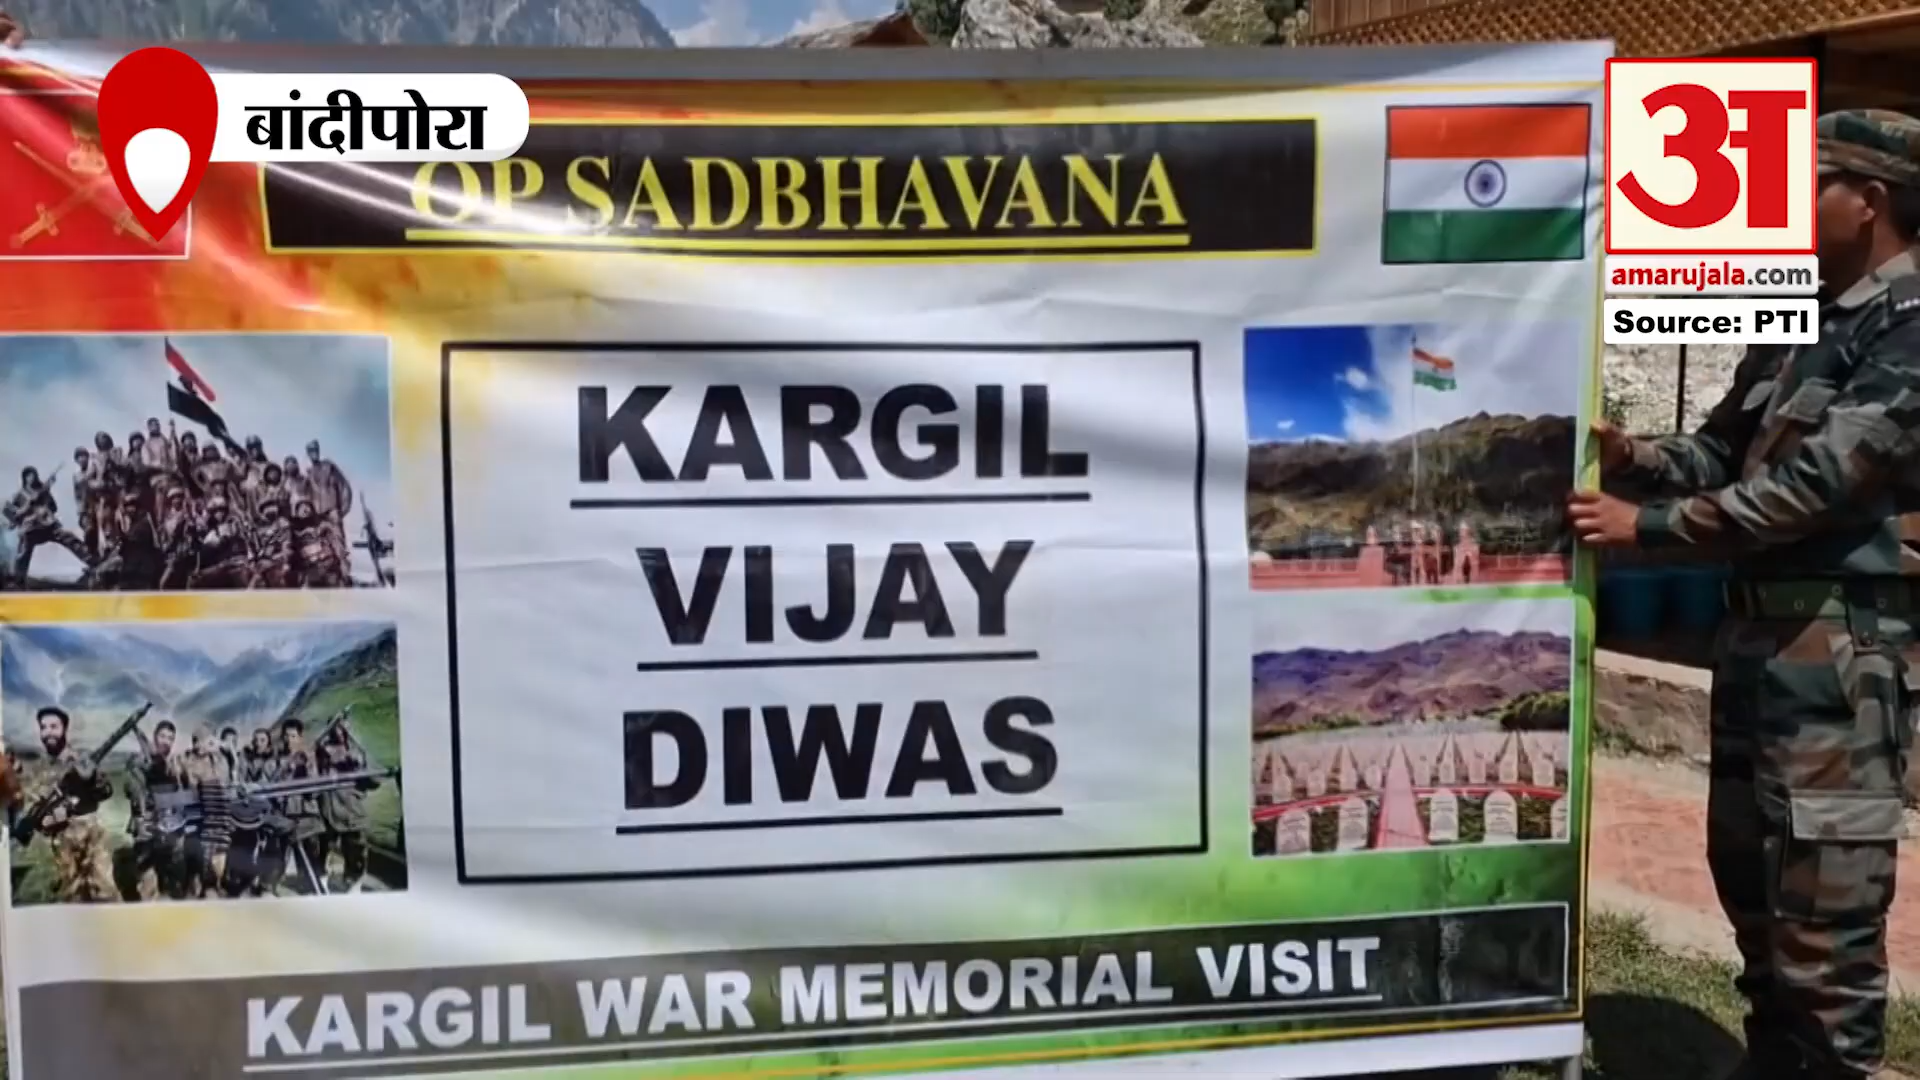 बांदीपोरा
OP SADBHAVANA
अ
amarujala.com
Source: PTI
KARGIL
VIJAY
DIWAS
KARGIL WAR MEMORIAL VISIT